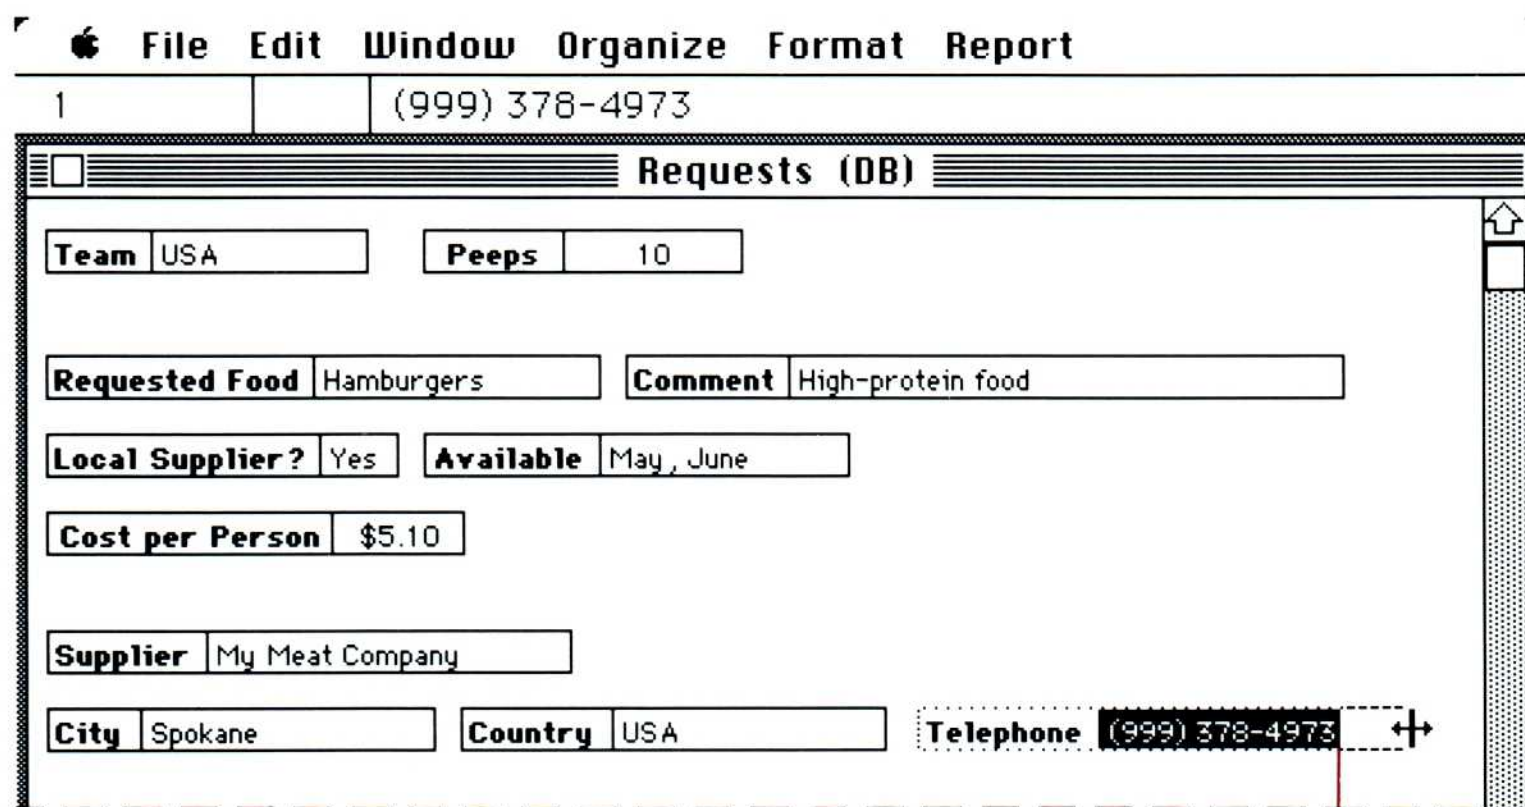 File Edit Window Organize Format Report
1 (999) 378-4973
Requests (DB)
Team USA Peeps 10
Requested Food Hamburgers Comment High-protein food
Local Supplier? Yes Available May, June
Cost per Person $5.10
Supplier My Meat Company
City Spokane Country USA Telephone (999) 378-4973